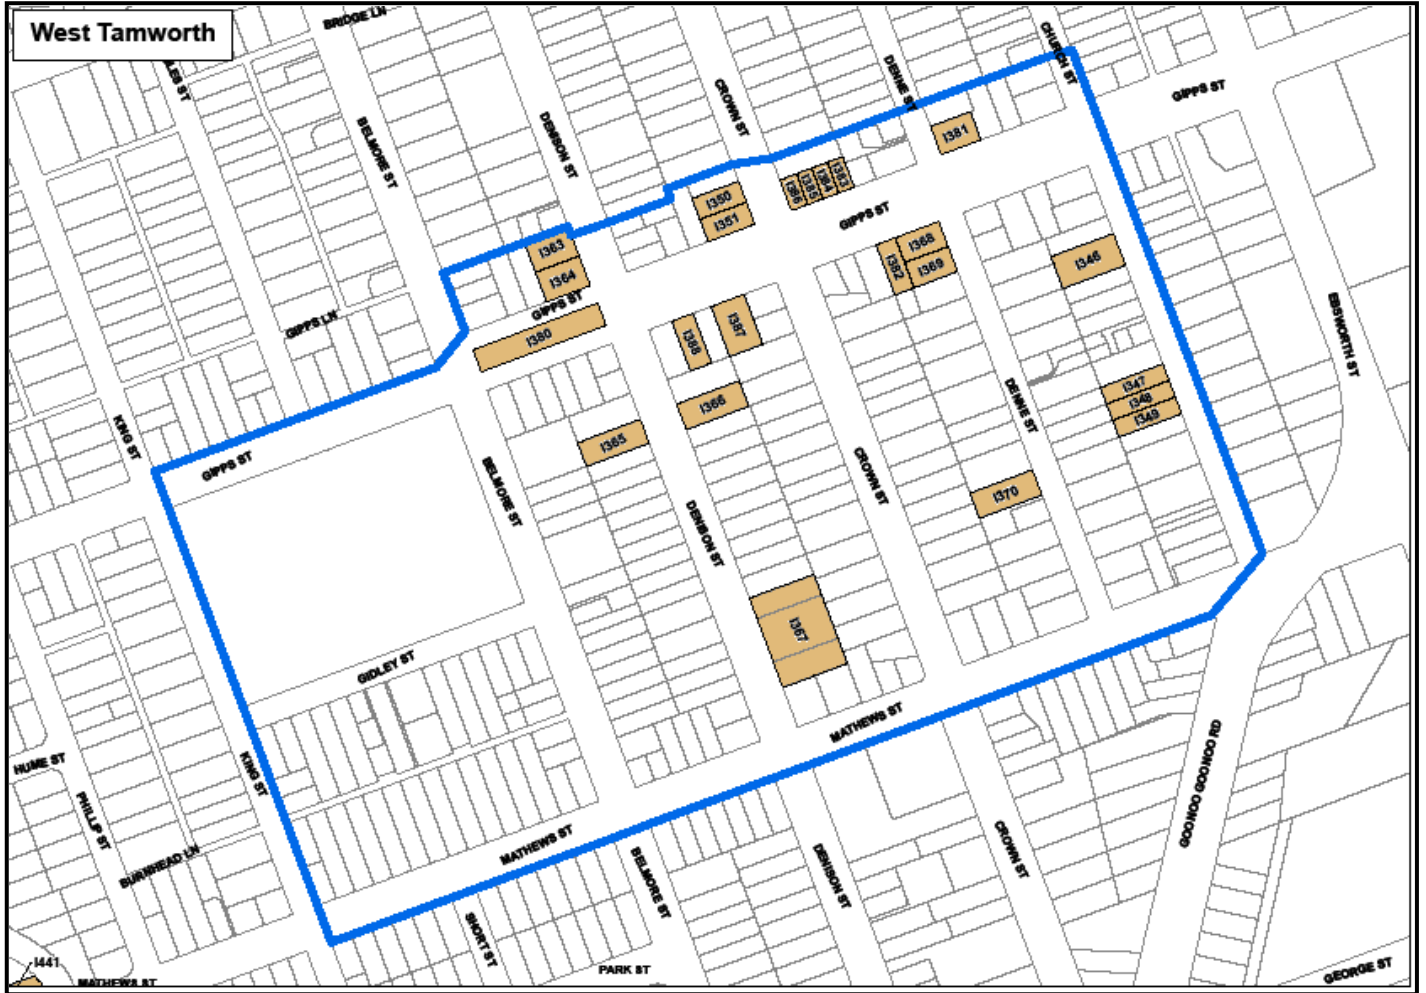 West Tamworth
BRIDGE LN
LES ST
BELMORE ST
DENISON ST
CROWN ST
DENNE ST
CHURCH ST
GIPPS ST
I381
I386
I385
I384
I383
I350
I351
GIPPS ST
I363
I364
GIPPS ST
I380
I382
I368
I369
I346
GIPPS LN
I388
I387
EBSWORTH ST
I366
I365
I347
I348
I349
DENNE ST
KING ST
GIPPS ST
BELMORE ST
CROWN ST
I370
DENISON ST
I367
GIDLEY ST
MATHEWS ST
HUME ST
KING ST
PHILLIP ST
GOONOO GOONOO RD
MATHEWS ST
BURNHEAD LN
BELMORE ST
DENISON ST
CROWN ST
SHORT ST
I441
MATHEWS ST
PARK ST
GEORGE ST